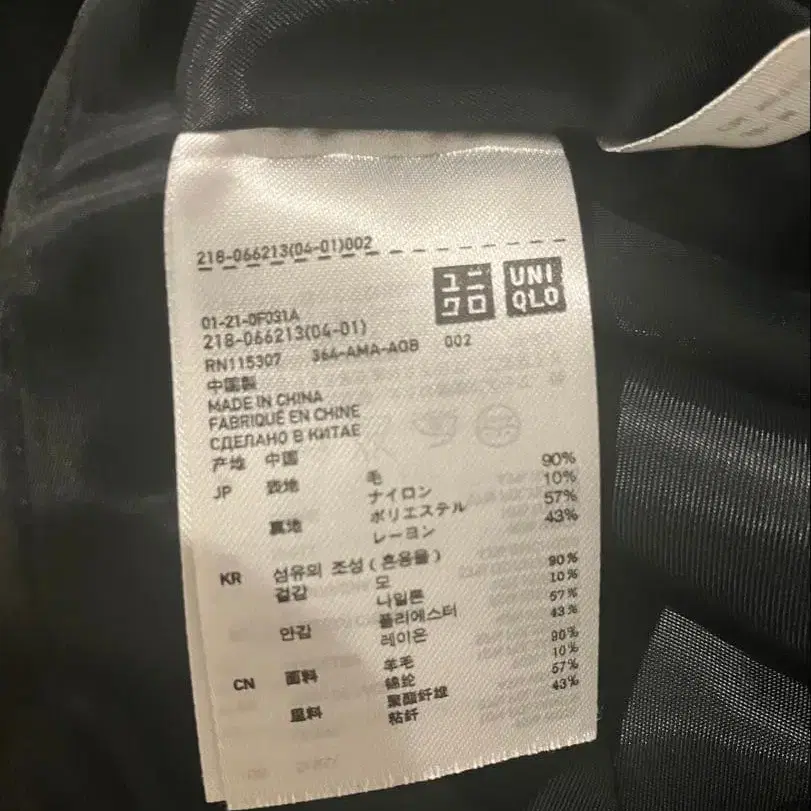 218-066213(04-01)002
ユニ
クロ
UNI
QLO
01-21-0F031A
218-066213(04-01)
RN115307 364-AMA-AOB 002
中国製
MADE IN CHINA
FABRIQUÉ EN CHINE
СДЕЛАНО В КИТАЕ
产地 中国
JP 表地 毛 90%
ナイロン 10%
裏地 ポリエステル 57%
レーヨン 43%
KR 섬유의 조성 ( 혼용율 )
겉감 모 90%
나일론 10%
안감 폴리에스터 57%
레이온 43%
CN 面料 羊毛 90%
锦纶 10%
里料 聚酯纤维 57%
粘纤 43%